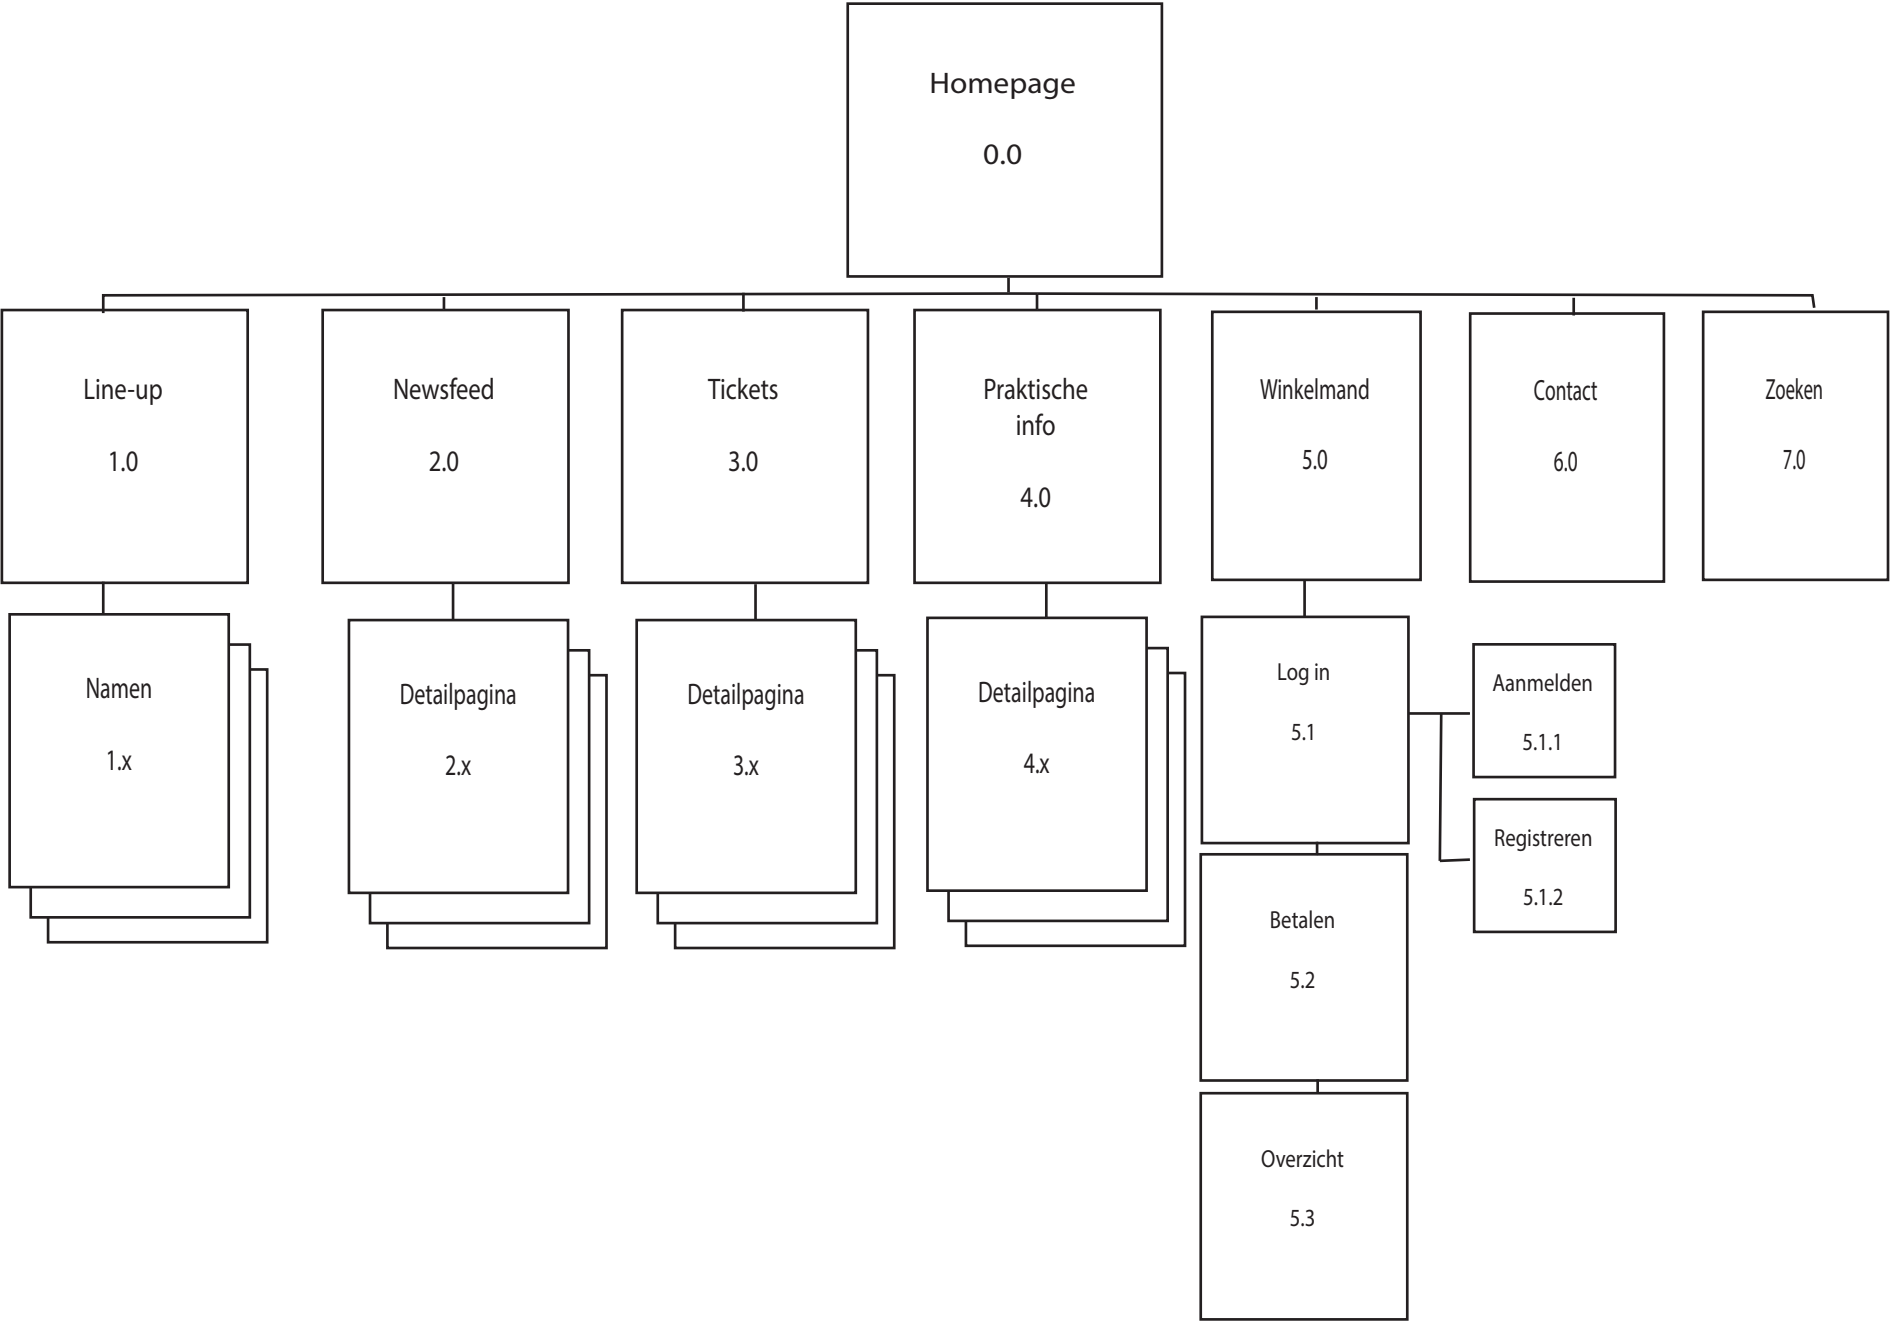 Homepage
0.0
Line-up
1.0
Newsfeed
2.0
Tickets
3.0
Praktische
info
4.0
Winkelmand
5.0
Contact
6.0
Zoeken
7.0
Namen
1.x
Detailpagina
2.x
Detailpagina
3.x
Detailpagina
4.x
Log in
5.1
Aanmelden
5.1.1
Registreren
5.1.2
Betalen
5.2
Overzicht
5.3